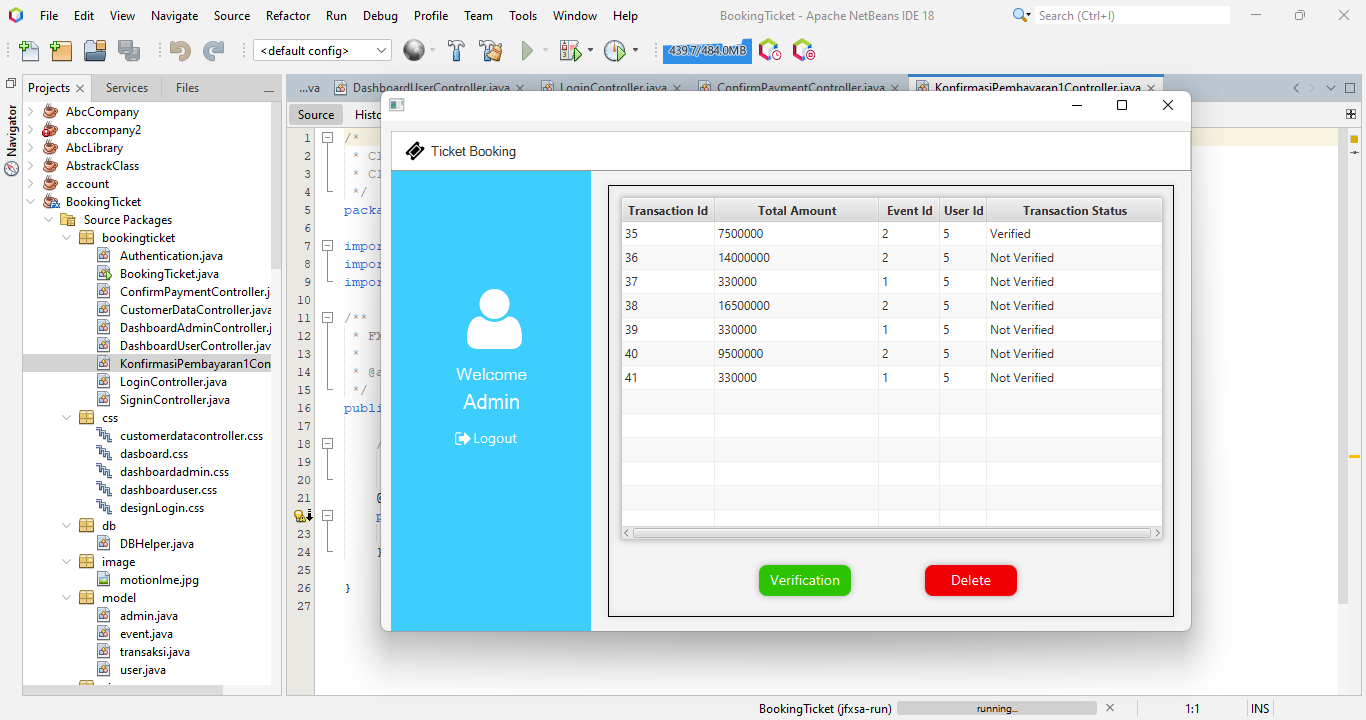 File Edit View Navigate Source Refactor Run Debug Profile Team Tools Window Help
BookingTicket - Apache NetBeans IDE 18
Search (Ctrl+I)
<default config>
439.7/484.0MB
Projects Services Files
...va DashboardUserController.java LoginController.java ConfirmPaymentController.java KonfirmasiPembayaran1Controller.java
Navigator
Source Histo
AbcCompany
abccompany2
AbcLibrary
AbstrackClass
account
BookingTicket
Source Packages
bookingticket
Authentication.java
BookingTicket.java
ConfirmPaymentController.j
CustomerDataController.java
DashboardAdminController.j
DashboardUserController.jav
KonfirmasiPembayaran1Con
LoginController.java
SigninController.java
css
customerdatacontroller.css
dasboard.css
dashboardadmin.css
dashboarduser.css
designLogin.css
db
DBHelper.java
image
motionlme.jpg
model
admin.java
event.java
transaksi.java
user.java
1 /*
2 * Cl
3 * Cl
4 */
5 packa
6
7 impor
8 impor
9 impor
10
11 /**
12 * FX
13 *
14 * @a
15 */
16 publi
17
18 /
19
20
21 @
p
23
24 }
25
26 }
27
Ticket Booking
Welcome
Admin
Logout
Transaction Id Total Amount Event Id User Id Transaction Status
35 7500000 2 5 Verified
36 14000000 2 5 Not Verified
37 330000 1 5 Not Verified
38 16500000 2 5 Not Verified
39 330000 1 5 Not Verified
40 9500000 2 5 Not Verified
41 330000 1 5 Not Verified
Verification Delete
BookingTicket (jfxsa-run) running... 1:1 INS